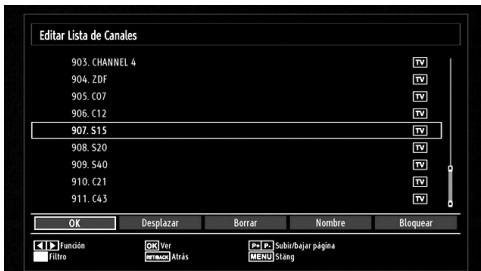 Editar Lista de Canales
903. CHANNEL 4 TV
904. ZDF TV
905. C07 TV
906. C12 TV
907. S15 TV
908. S20 TV
909. S40 TV
910. C21 TV
911. C43 TV
OK Desplazar Borrar Nombre Bloquear
Función OK Ver P+ P- Subir/bajar página
Filtro RET/BACK Atrás MENU Stäng